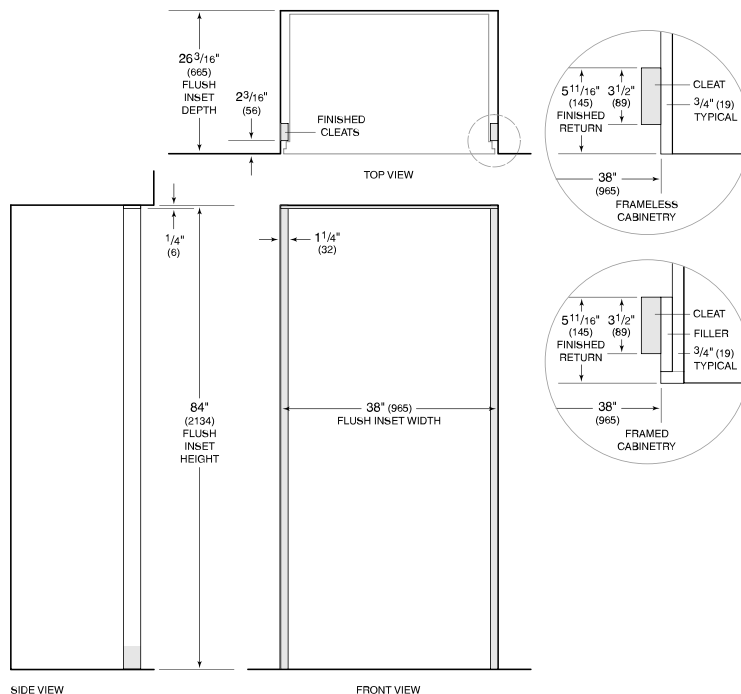 26 3/16"
(665)
FLUSH
INSET
DEPTH
2 3/16"
(56)
FINISHED
CLEATS
TOP VIEW
5 11/16"
(145)
FINISHED
RETURN
3 1/2"
(89)
CLEAT
3/4" (19)
TYPICAL
38"
(965)
FRAMELESS
CABINETRY
1/4"
(6)
1 1/4"
(32)
84"
(2134)
FLUSH
INSET
HEIGHT
38" (965)
FLUSH INSET WIDTH
5 11/16"
(145)
FINISHED
RETURN
3 1/2"
(89)
CLEAT
FILLER
3/4" (19)
TYPICAL
38"
(965)
FRAMED
CABINETRY
SIDE VIEW
FRONT VIEW